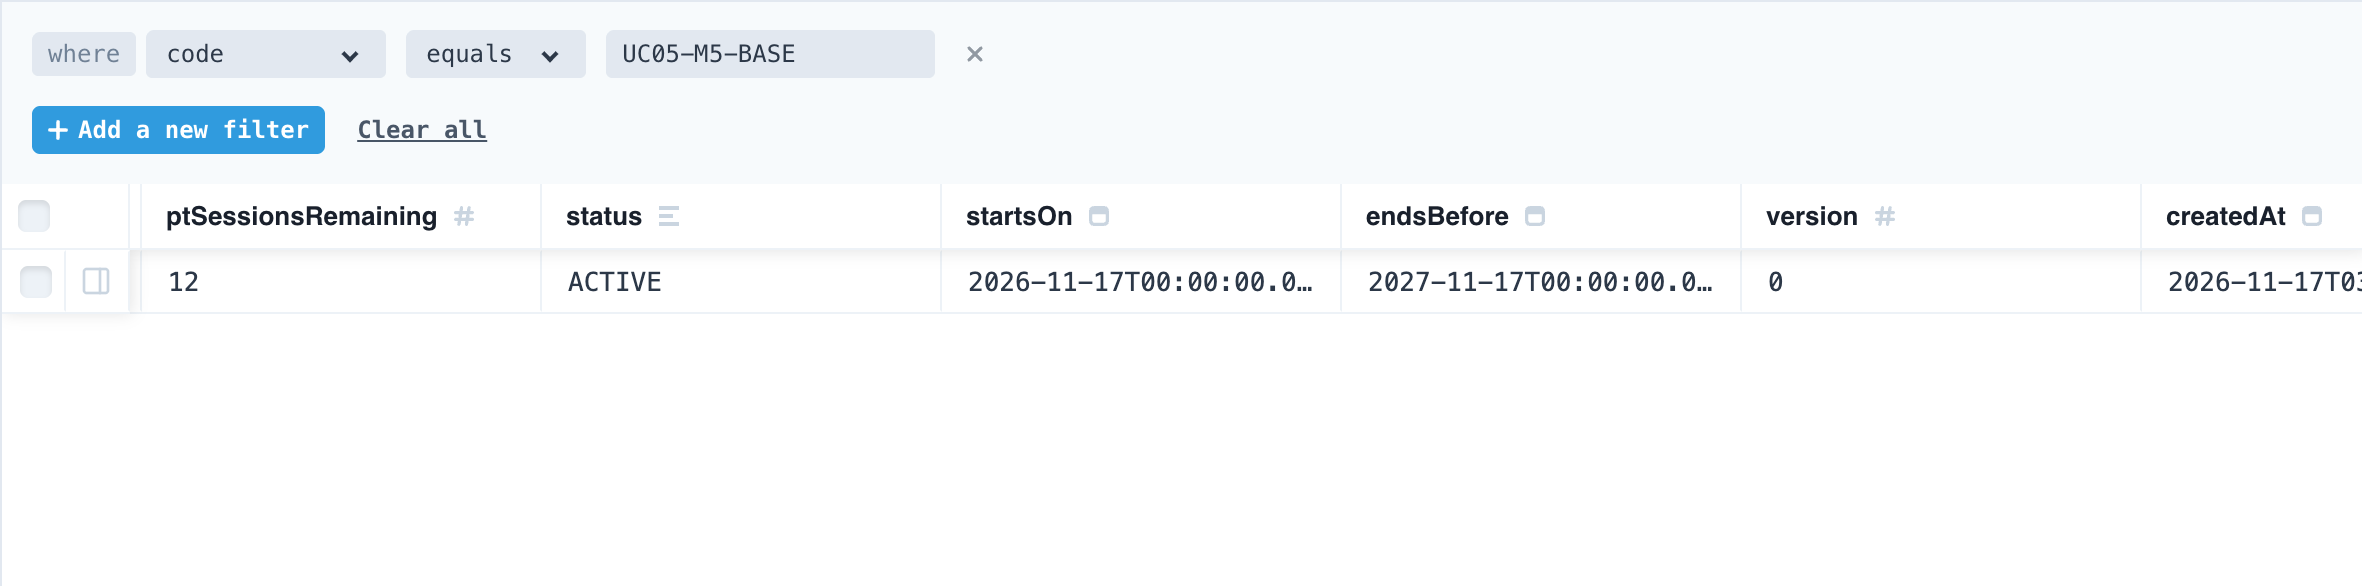 where code equals UC05-M5-BASE
Add a new filter Clear all
ptSessionsRemaining status startsOn endsBefore version createdAt
12 ACTIVE 2026-11-17T00:00:00.0… 2027-11-17T00:00:00.0… 0 2026-11-17T03